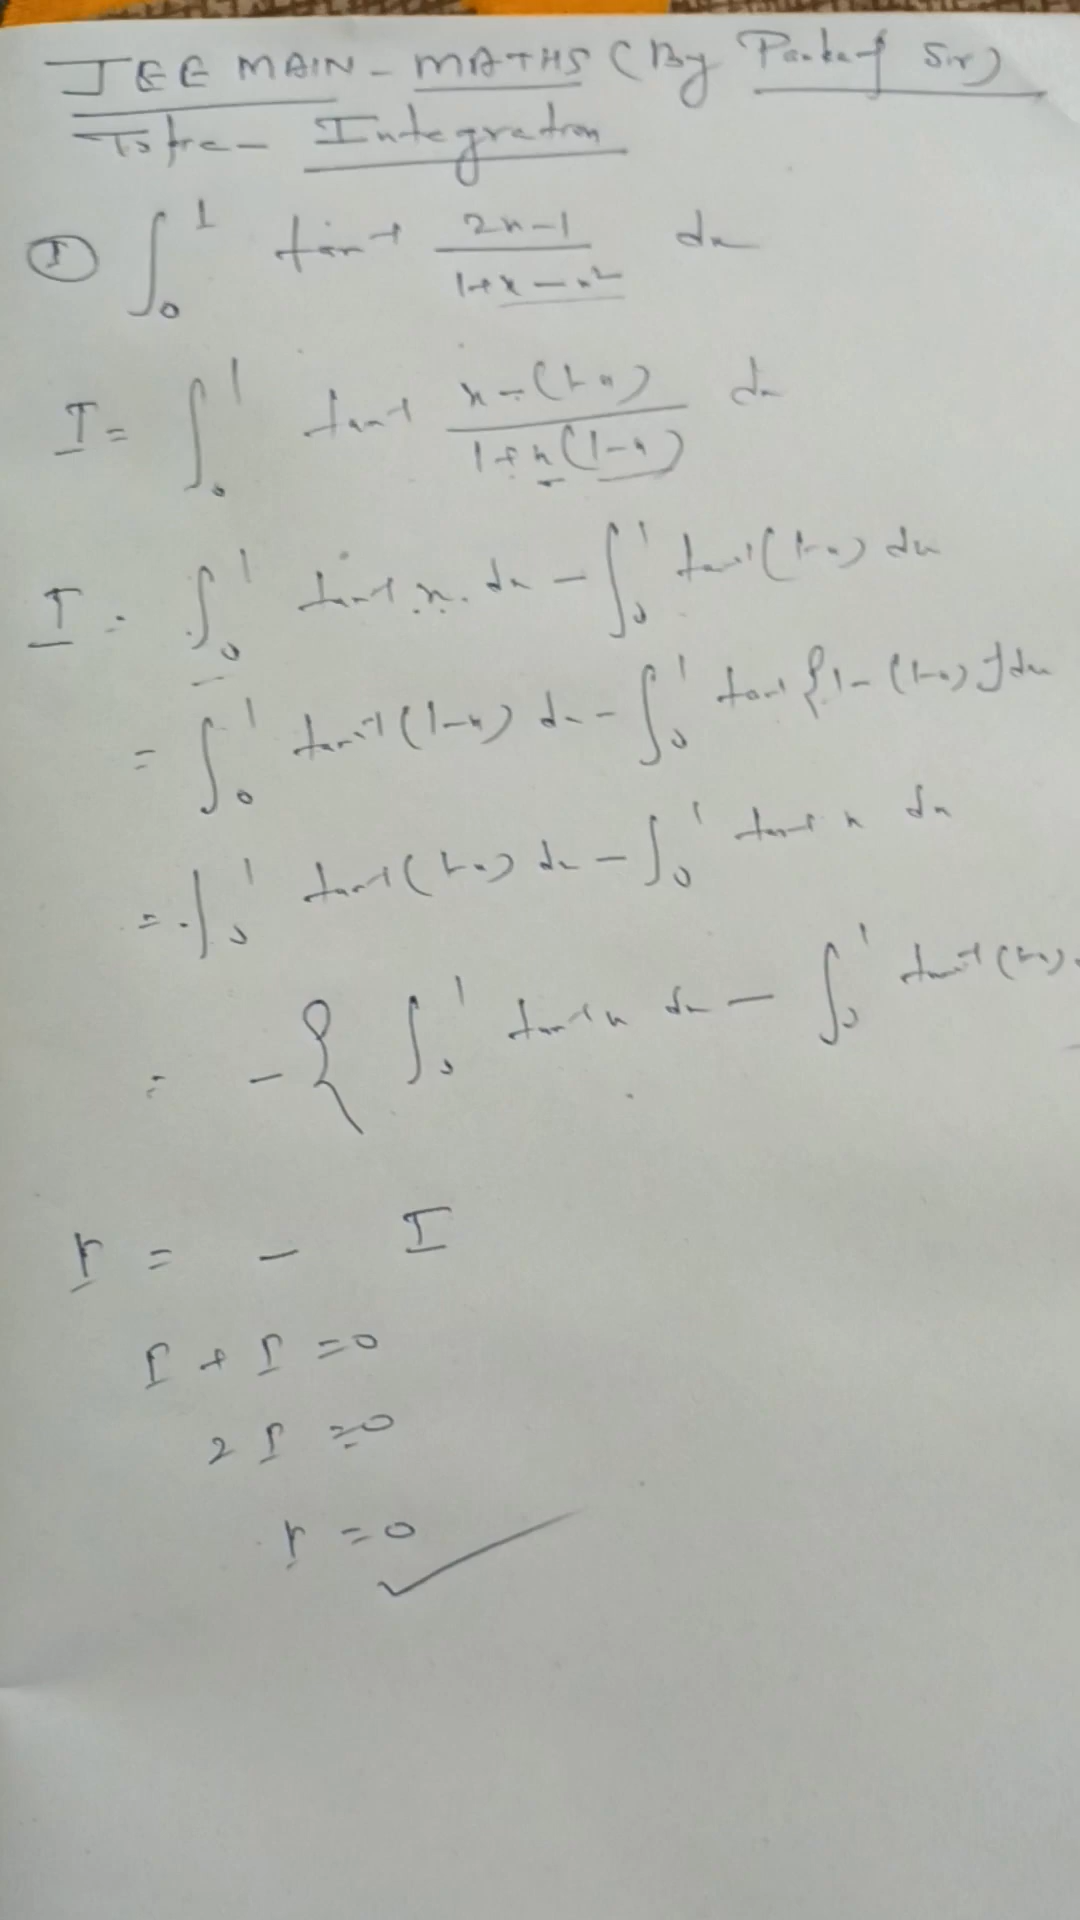 JEE MAIN - MATHS (By Pankaj Sir)
Topic - Integration
① ∫₀¹ tan⁻¹ (2x-1)/(1+x-x²) dx
I = ∫₀¹ tan⁻¹ (x-(1-x))/(1+x(1-x)) dx
I = ∫₀¹ tan⁻¹ x. dx - ∫₀¹ tan⁻¹(1-x) dx
= ∫₀¹ tan⁻¹(1-x) dx - ∫₀¹ tan⁻¹{1-(1-x)}dx
= ∫₀¹ tan⁻¹(1-x) dx - ∫₀¹ tan⁻¹ x dx
= -{ ∫₀¹ tan⁻¹x dx - ∫₀¹ tan⁻¹(1-x)
I = - I
I + I = 0
2I = 0
I = 0